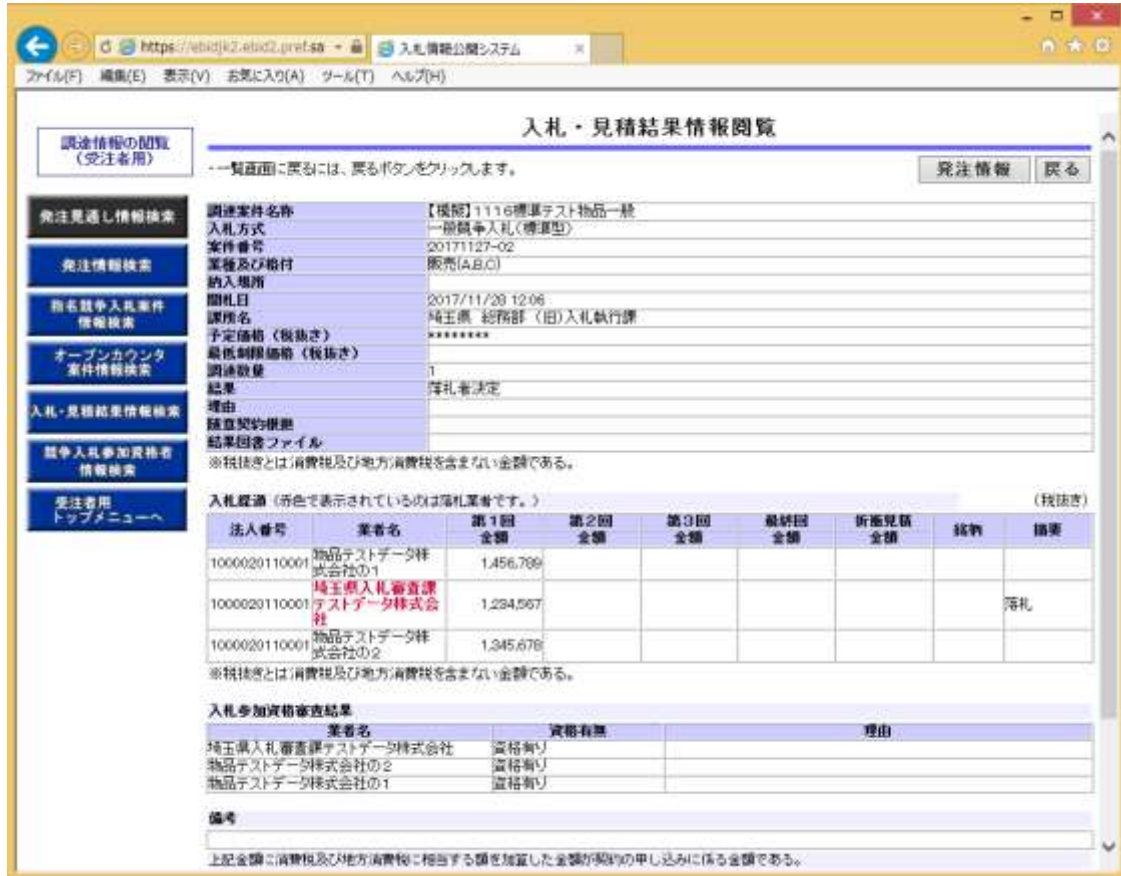 https://ebidjk2.ebid2.pref.sa
入札情報公開システム
ファイル(F) 編集(E) 表示(V) お気に入り(A) ツール(T) ヘルプ(H)
調達情報の閲覧
（受注者用）
発注見通し情報検索
発注情報検索
指名競争入札案件
情報検索
オープンカウンタ
案件情報検索
入札・見積結果情報検索
競争入札参加資格者
情報検索
受注者用
トップメニューへ
入札・見積結果情報閲覧
・一覧画面に戻るには、戻るボタンをクリックします。
発注情報 戻る
調達案件名称 【模擬】1116標準テスト物品一般
入札方式 一般競争入札（標準型）
案件番号 20171127-02
業種及び格付 販売(A,B,C)
納入場所
開札日 2017/11/28 12:06
課所名 埼玉県 総務部 （旧）入札執行課
予定価格（税抜き） ********
最低制限価格（税抜き）
調達数量 1
結果 落札者決定
理由
随意契約根拠
結果図書ファイル
※税抜きとは消費税及び地方消費税を含まない金額である。
入札経過（赤色で表示されているのは落札業者です。） （税抜き）
法人番号 業者名 第１回金額 第２回金額 第３回金額 最終回金額 折衝見積金額 銘柄 摘要
1000020110001 物品テストデータ株式会社の1 1,456,789
1000020110001 埼玉県入札審査課テストデータ株式会社 1,234,567 落札
1000020110001 物品テストデータ株式会社の2 1,345,678
※税抜きとは消費税及び地方消費税を含まない金額である。
入札参加資格審査結果
業者名 資格有無 理由
埼玉県入札審査課テストデータ株式会社 資格有り
物品テストデータ株式会社の2 資格有り
物品テストデータ株式会社の1 資格有り
備考
上記金額に消費税及び地方消費税に相当する額を加算した金額が契約の申し込みに係る金額である。